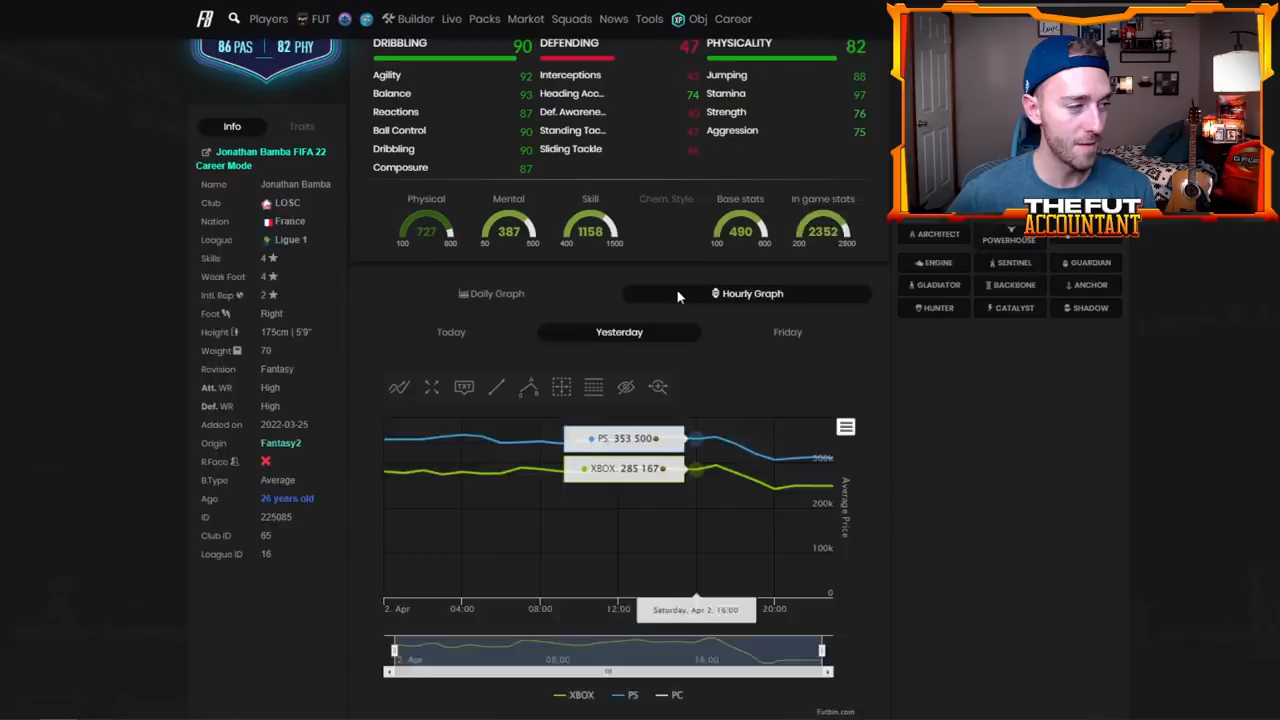 FB
Players
FUT
Builder
Live
Packs
Market
Squads
News
Tools
XP
Obj
Career
86 PAS
82 PHY
DRIBBLING 90
DEFENDING 47
PHYSICALITY 82
Agility 92
Balance 93
Reactions 87
Ball Control 90
Dribbling 90
Composure 87
Interceptions
Heading Acc... 74
Def. Awarene...
Standing Tac...
Sliding Tackle
Jumping 88
Stamina 97
Strength 76
Aggression 75
Info
Traits
Jonathan Bamba FIFA 22
Career Mode
Name Jonathan Bamba
Club LOSC
Nation France
League Ligue 1
Skills 4★
Weak Foot 4★
Intl. Rep 2★
Foot Right
Height 175cm | 5'9"
Weight 70
Revision Fantasy
Att. WR High
Def. WR High
Added on 2022-03-25
Origin Fantasy2
R.Face
B.Type Average
Age 26 years old
ID 225085
Club ID 65
League ID 16
Physical
727
100 800
Mental
387
50 500
Skill
1158
400 1500
Chem. Style
Base stats
490
100 600
In game stats
2352
200 2800
Daily Graph
Hourly Graph
Today
Yesterday
Friday
TXT
PS: 353 500
XBOX: 285 167
300k
200k
100k
0
Average Price
2. Apr
04:00
08:00
12:00
Saturday, Apr 2, 16:00
20:00
2. Apr
08:00
16:00
XBOX
PS
PC
Futbin.com
THE FUT
ACCOUNTANT
ARCHITECT
POWERHOUSE
ENGINE
SENTINEL
GUARDIAN
GLADIATOR
BACKBONE
ANCHOR
HUNTER
CATALYST
SHADOW
love